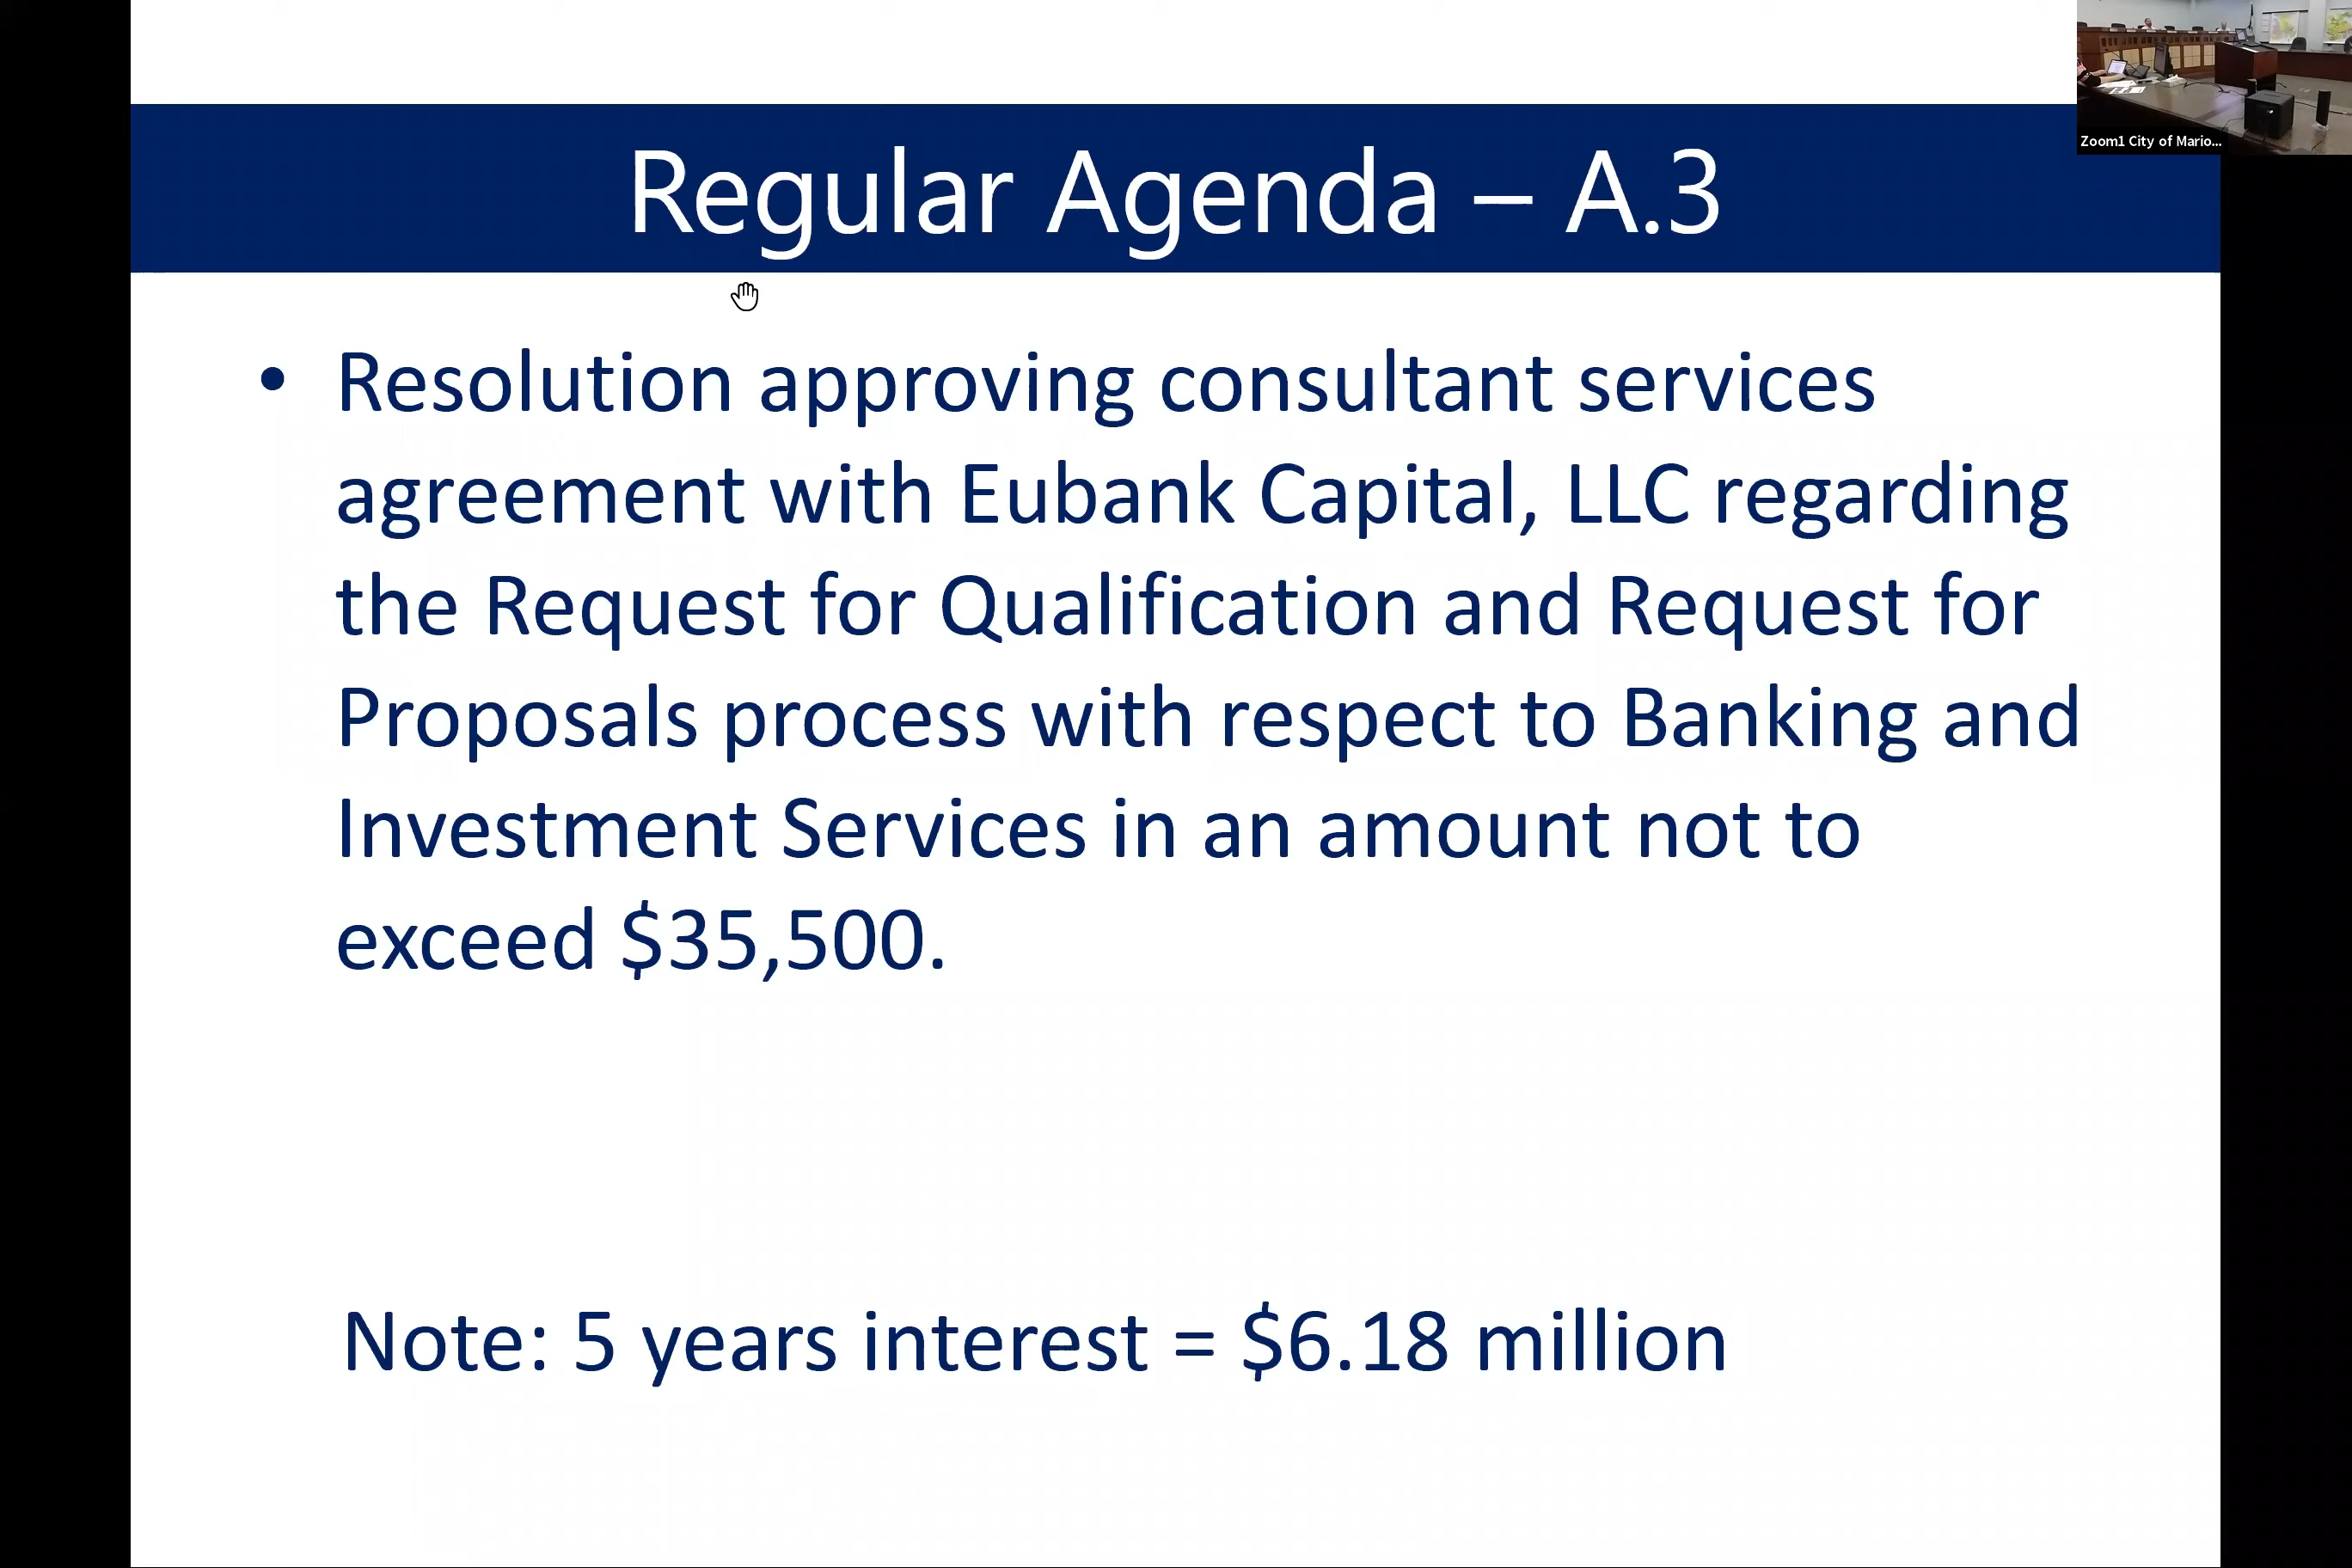 Zoom1 City of Mario...
Regular Agenda – A.3
• Resolution approving consultant services
agreement with Eubank Capital, LLC regarding
the Request for Qualification and Request for
Proposals process with respect to Banking and
Investment Services in an amount not to
exceed $35,500.
Note: 5 years interest = $6.18 million